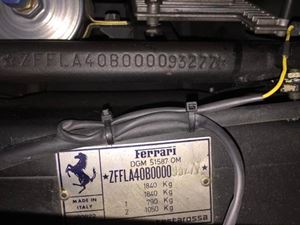 *ZFFLA40B000093277*
Ferrari
DGM 51587 OM
*ZFFLA40B0000
1840 Kg
1840 Kg
1 790 Kg
2 1050 Kg
MADE IN
ITALY
starossa